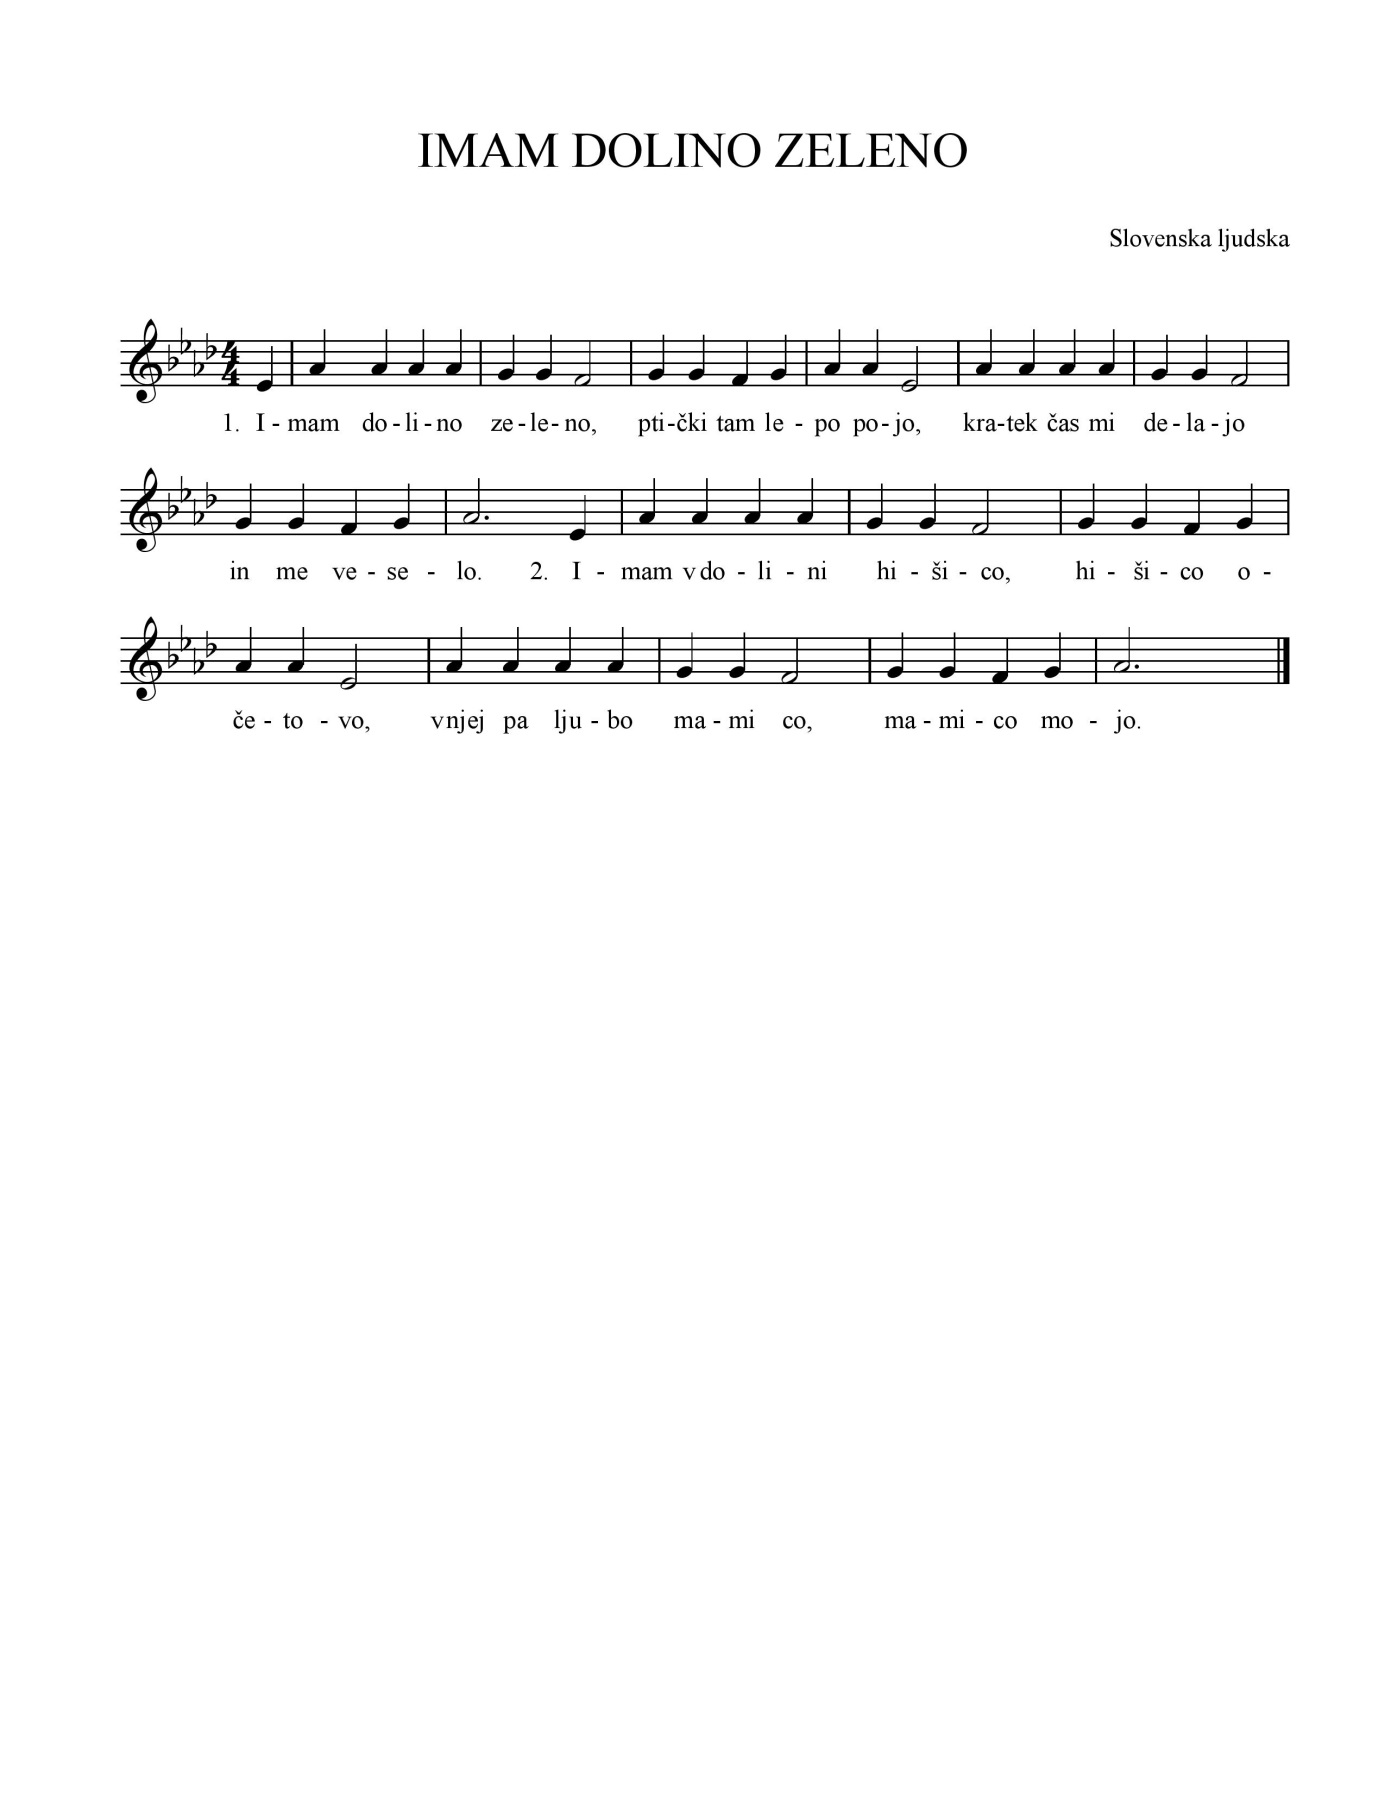 IMAM DOLINO ZELENO
Slovenska ljudska
4
4
1. I - mam do - li - no ze - le - no, pti - čki tam le - po po - jo, kra - tek čas mi de - la - jo
in me ve - se - lo. 2. I - mam v do - li - ni hi - ši - co, hi - ši - co o -
če - to - vo, v njej pa lju - bo ma - mi co, ma - mi - co mo - jo.